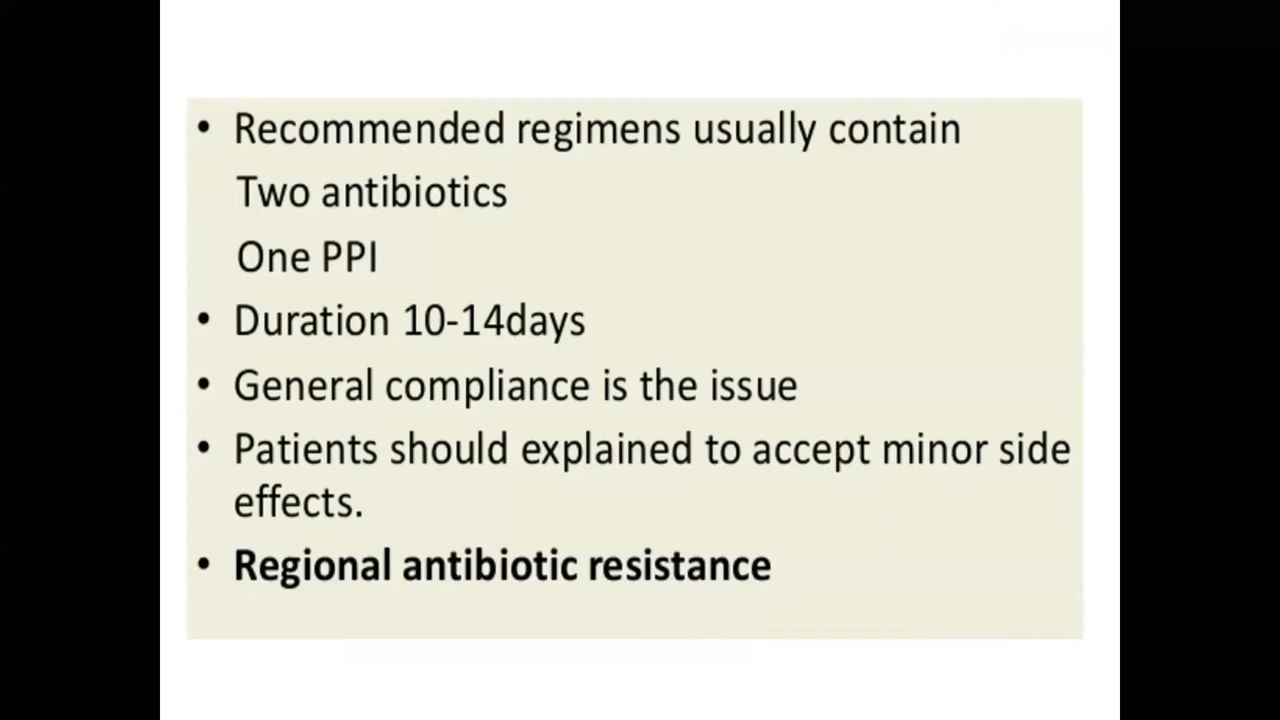 • Recommended regimens usually contain
Two antibiotics
One PPI
• Duration 10-14days
• General compliance is the issue
• Patients should explained to accept minor side
effects.
• Regional antibiotic resistance